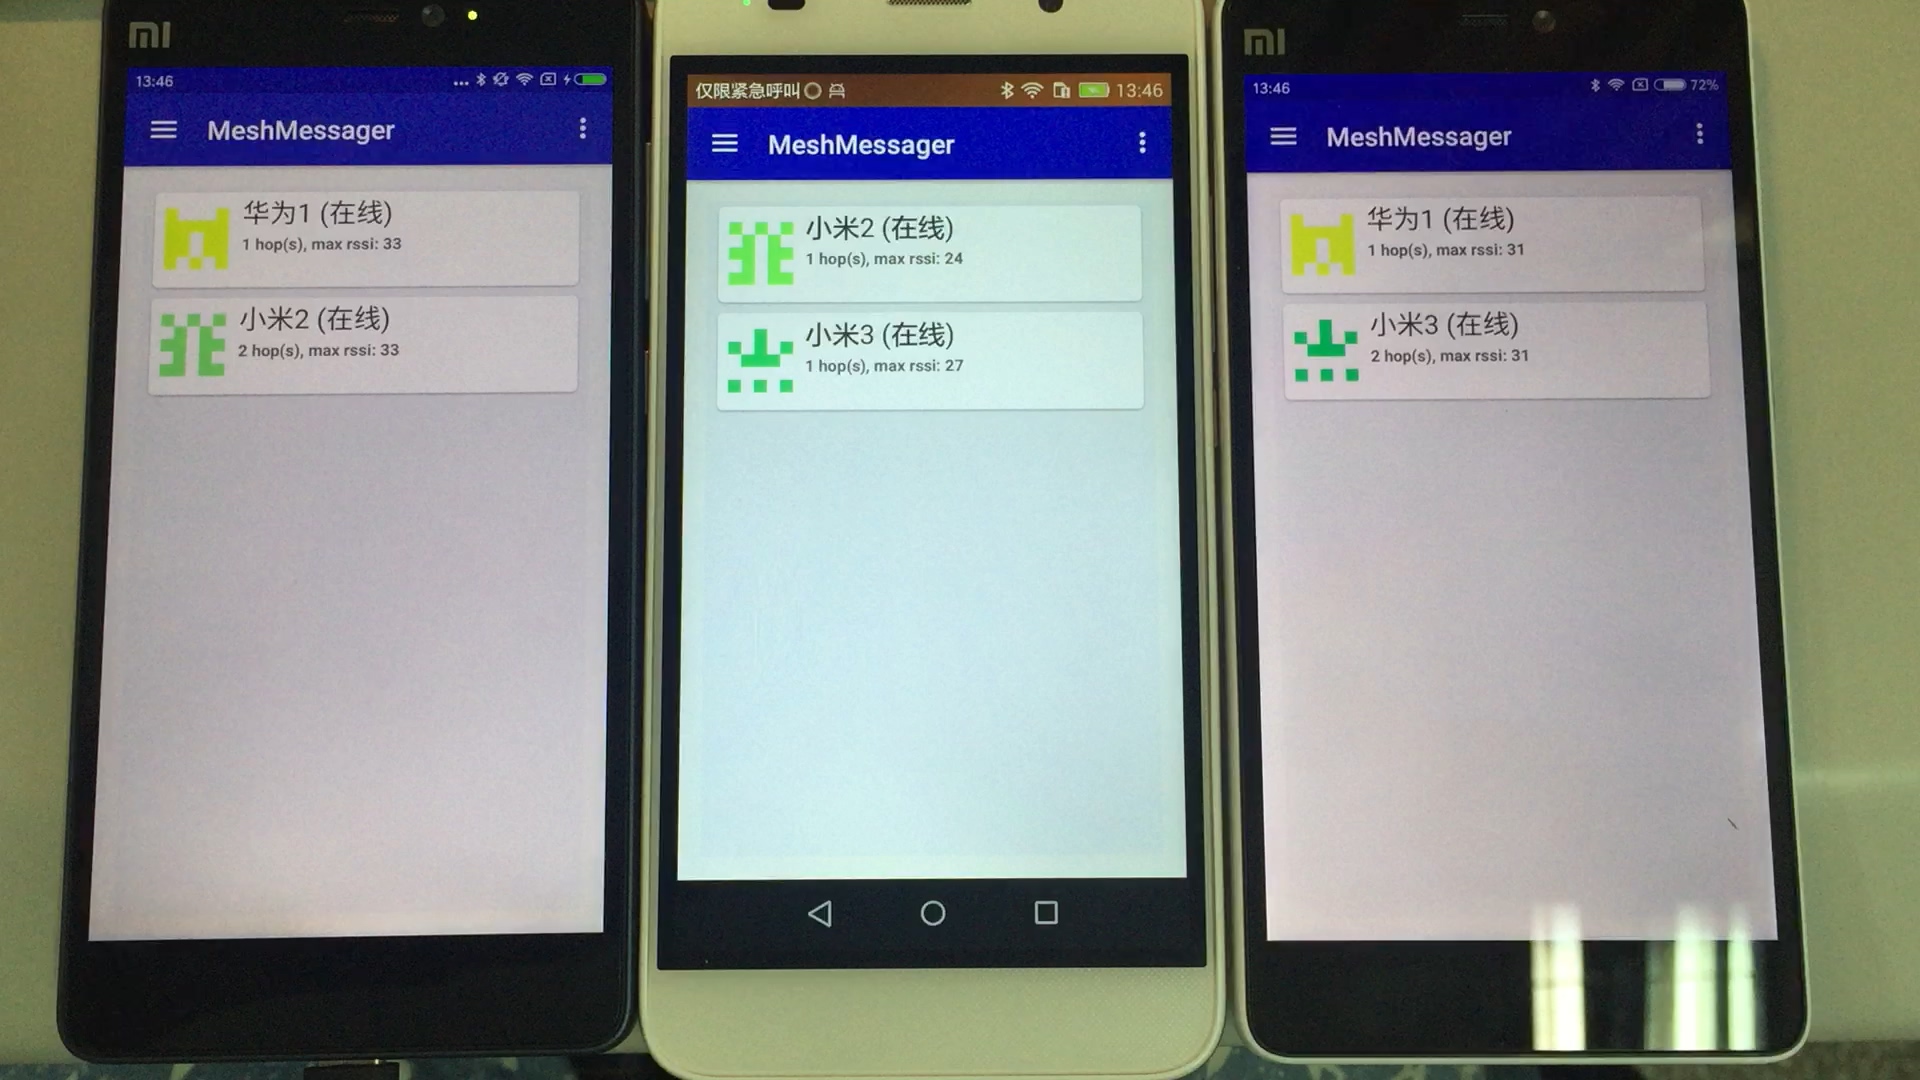 mi
13:46
MeshMessager
华为1 (在线)
1 hop(s), max rssi: 33
小米2 (在线)
2 hop(s), max rssi: 33
仅限紧急呼叫
13:46
MeshMessager
小米2 (在线)
1 hop(s), max rssi: 24
小米3 (在线)
1 hop(s), max rssi: 27
mi
13:46
72%
MeshMessager
华为1 (在线)
1 hop(s), max rssi: 31
小米3 (在线)
2 hop(s), max rssi: 31